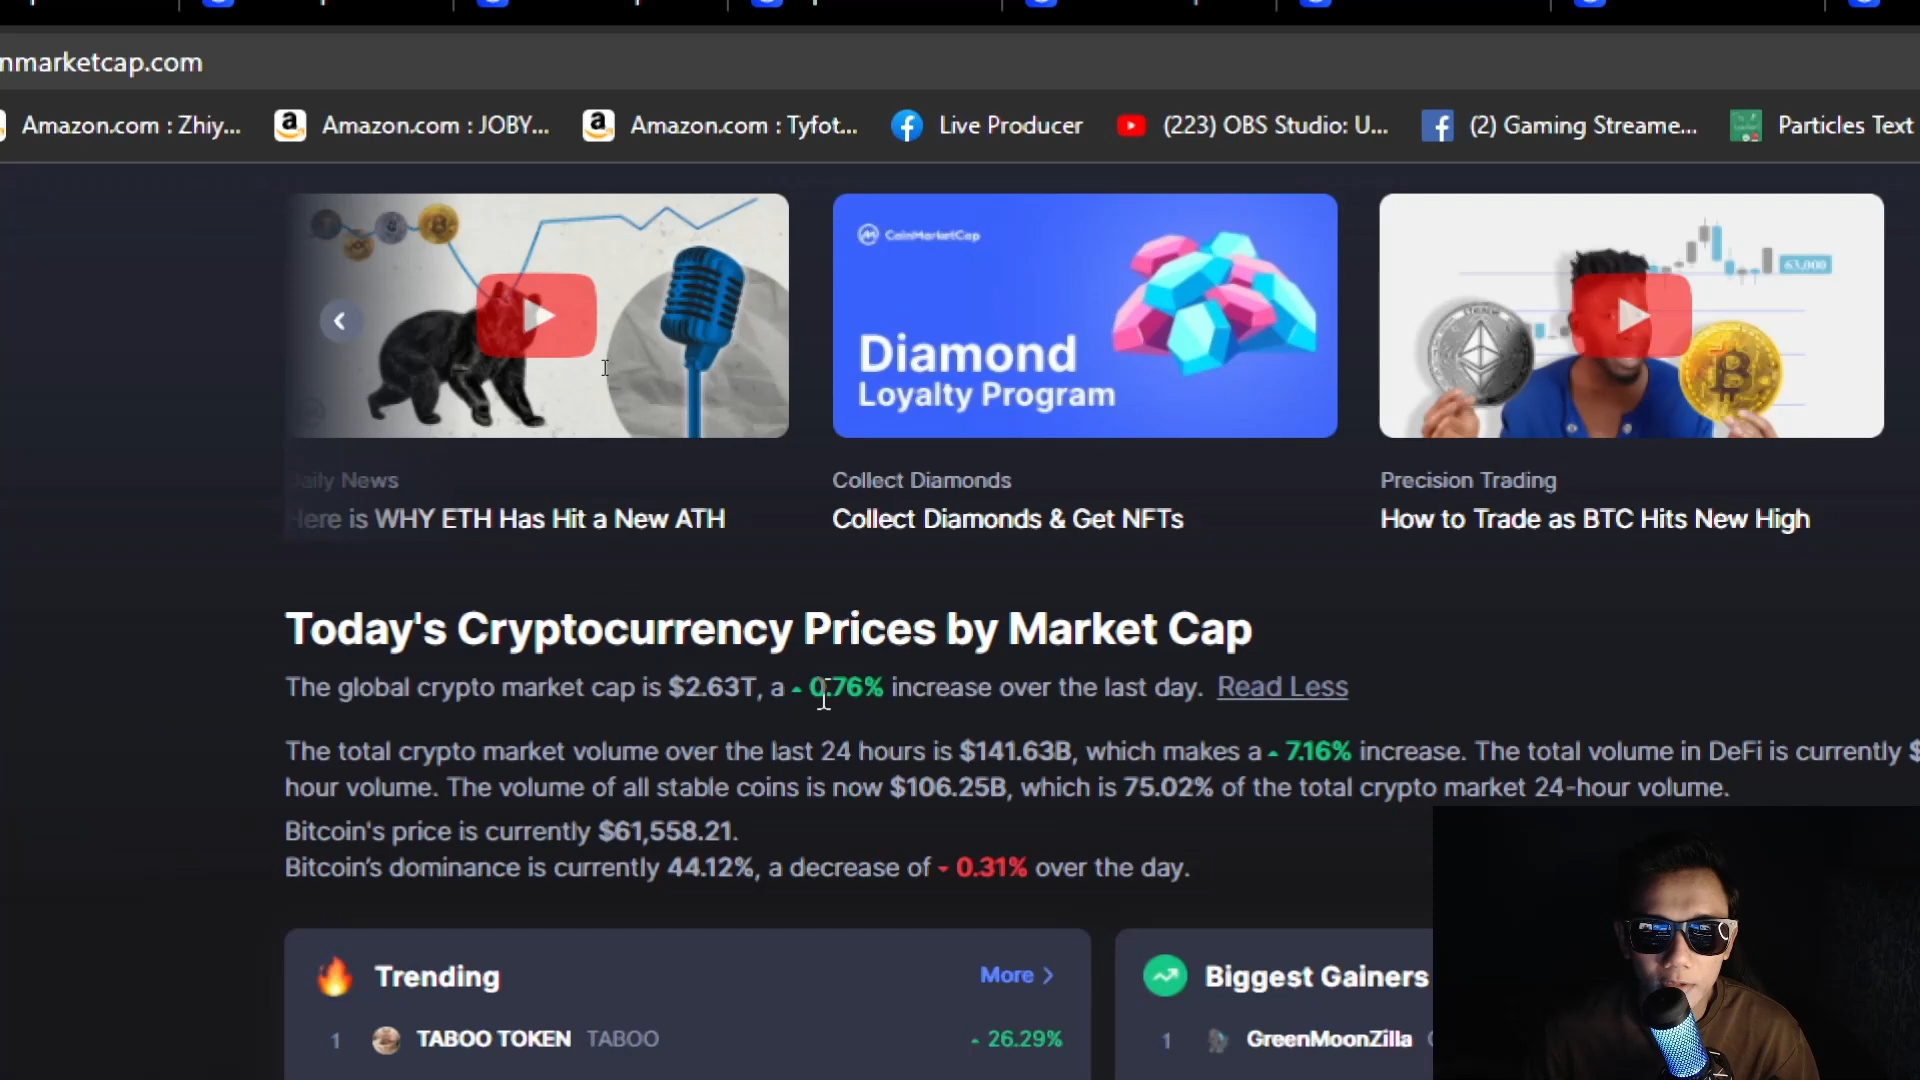 nmarketcap.com
Amazon.com : Zhiy... Amazon.com : JOBY... Amazon.com : Tyfot... Live Producer (223) OBS Studio: U... (2) Gaming Streame... Particles Text
CoinMarketCap
Diamond
Loyalty Program
63,000
Daily News
Here is WHY ETH Has Hit a New ATH
Collect Diamonds
Collect Diamonds & Get NFTs
Precision Trading
How to Trade as BTC Hits New High
Today's Cryptocurrency Prices by Market Cap
The global crypto market cap is $2.63T, a 0.76% increase over the last day. Read Less
The total crypto market volume over the last 24 hours is $141.63B, which makes a 7.16% increase. The total volume in DeFi is currently $
hour volume. The volume of all stable coins is now $106.25B, which is 75.02% of the total crypto market 24-hour volume.
Bitcoin's price is currently $61,558.21.
Bitcoin's dominance is currently 44.12%, a decrease of - 0.31% over the day.
Trending More >
1 TABOO TOKEN TABOO 26.29%
Biggest Gainers
1 GreenMoonZilla